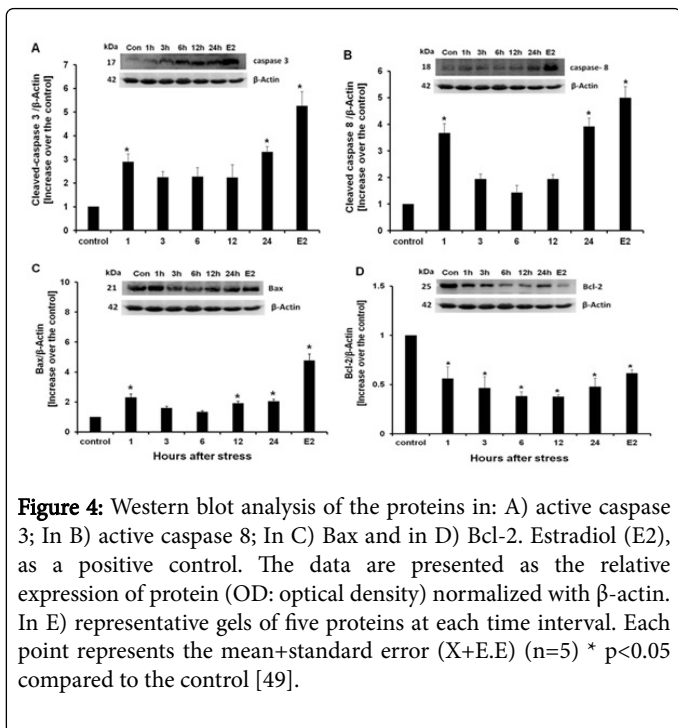 A
kDa Con 1h 3h 6h 12h 24h E2
17 caspase 3
42 β-Actin
Cleaved-caspase 3 /β-Actin
[Increase over the control]
7
6
5
4
3
2
1
0
* * *
control 1 3 6 12 24 E2
B
kDa Con 1h 3h 6h 12h 24h E2
18 caspase- 8
42 β-Actin
Cleaved caspase 8/β-Actin
[Increase over the control]
6
5
4
3
2
1
0
* * *
control 1 3 6 12 24 E2
C
kDa Con 1h 3h 6h 12h 24h E2
21 Bax
42 β-Actin
Bax/β-Actin
[Increase over the control]
10
8
6
4
2
0
* * * *
control 1 3 6 12 24 E2
Hours after stress
D
kDa Con 1h 3h 6h 12h 24h E2
25 Bcl-2
42 β-Actin
Bcl-2/β-Actin
[Increase over the control]
1.5
1
0.5
0
* * * * * *
control 1 3 6 12 24 E2
Hours after stress
Figure 4: Western blot analysis of the proteins in: A) active caspase
3; In B) active caspase 8; In C) Bax and in D) Bcl-2. Estradiol (E2),
as a positive control. The data are presented as the relative
expression of protein (OD: optical density) normalized with β-actin.
In E) representative gels of five proteins at each time interval. Each
point represents the mean+standard error (X+E.E) (n=5) * p<0.05
compared to the control [49].